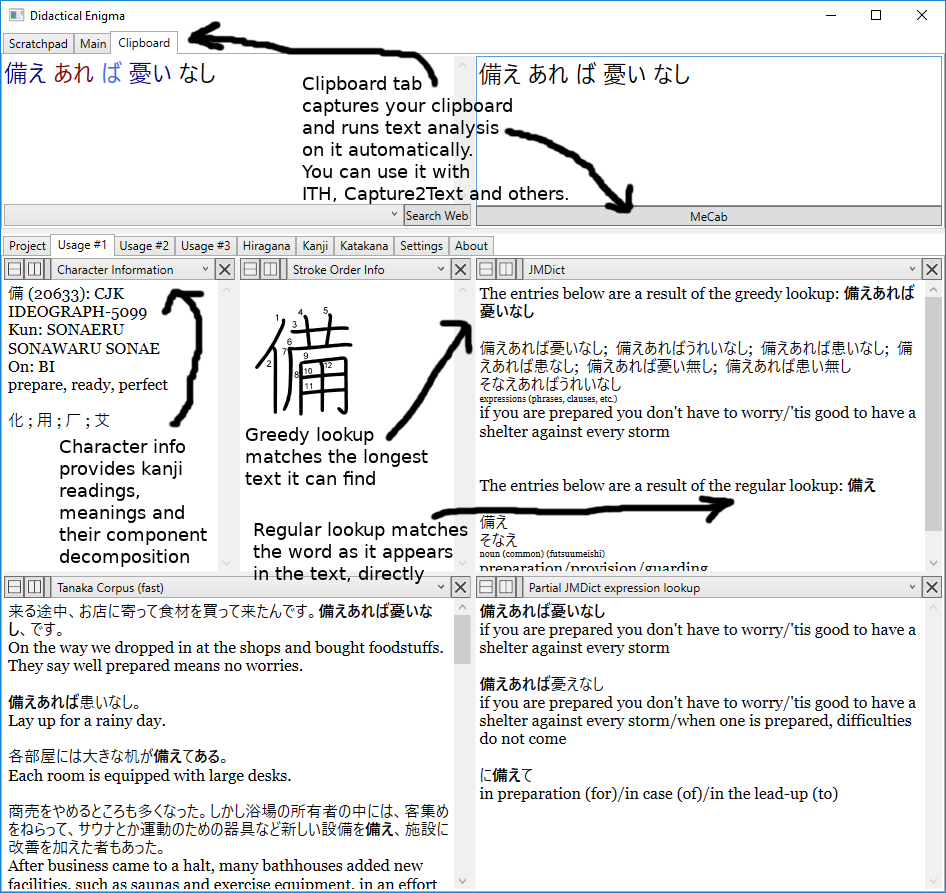 Didactical Enigma
Scratchpad Main Clipboard
備え あれ ば 憂い なし
備え あれ ば 憂い なし
Clipboard tab
captures your clipboard
and runs text analysis
on it automatically.
You can use it with
ITH, Capture2Text and others.
Search Web
MeCab
Project Usage #1 Usage #2 Usage #3 Hiragana Kanji Katakana Settings About
Character Information
備 (20633): CJK
IDEOGRAPH-5099
Kun: SONAERU
SONAWARU SONAE
On: BI
prepare, ready, perfect
化 ; 用 ; 厂 ; 艾
Character info
provides kanji
readings,
meanings and
their component
decomposition
Stroke Order Info
1 2 3 4 5 6 7 8 9 10 11 12
備
Greedy lookup
matches the longest
text it can find
Regular lookup matches
the word as it appears
in the text, directly
JMDict
The entries below are a result of the greedy lookup: 備えあれば
憂いなし
備えあれば憂いなし; 備えあればうれいなし; 備えあれば患いなし; 備
えあれば患なし; 備えあれば憂い無し; 備えあれば患い無し
そなえあればうれいなし
expressions (phrases, clauses, etc.)
if you are prepared you don't have to worry/'tis good to have a
shelter against every storm
The entries below are a result of the regular lookup: 備え
備え
そなえ
noun (common) (futsuumeishi)
preparation/provision/guarding
Tanaka Corpus (fast)
来る途中、お店に寄って食材を買って来たんです。備えあれば憂いな
し、です。
On the way we dropped in at the shops and bought foodstuffs.
They say well prepared means no worries.
備えあれば患いなし。
Lay up for a rainy day.
各部屋には大きな机が備えてある。
Each room is equipped with large desks.
商売をやめるところも多くなった。しかし浴場の所有者の中には、客集め
をねらって、サウナとか運動のための器具など新しい設備を備え、施設に
改善を加えた者もあった。
After business came to a halt, many bathhouses added new
facilities, such as saunas and exercise equipment, in an effort
Partial JMDict expression lookup
備えあれば憂いなし
if you are prepared you don't have to worry/'tis good to have a
shelter against every storm
備えあれば憂えなし
if you are prepared you don't have to worry/'tis good to have a
shelter against every storm/when one is prepared, difficulties
do not come
に備えて
in preparation (for)/in case (of)/in the lead-up (to)